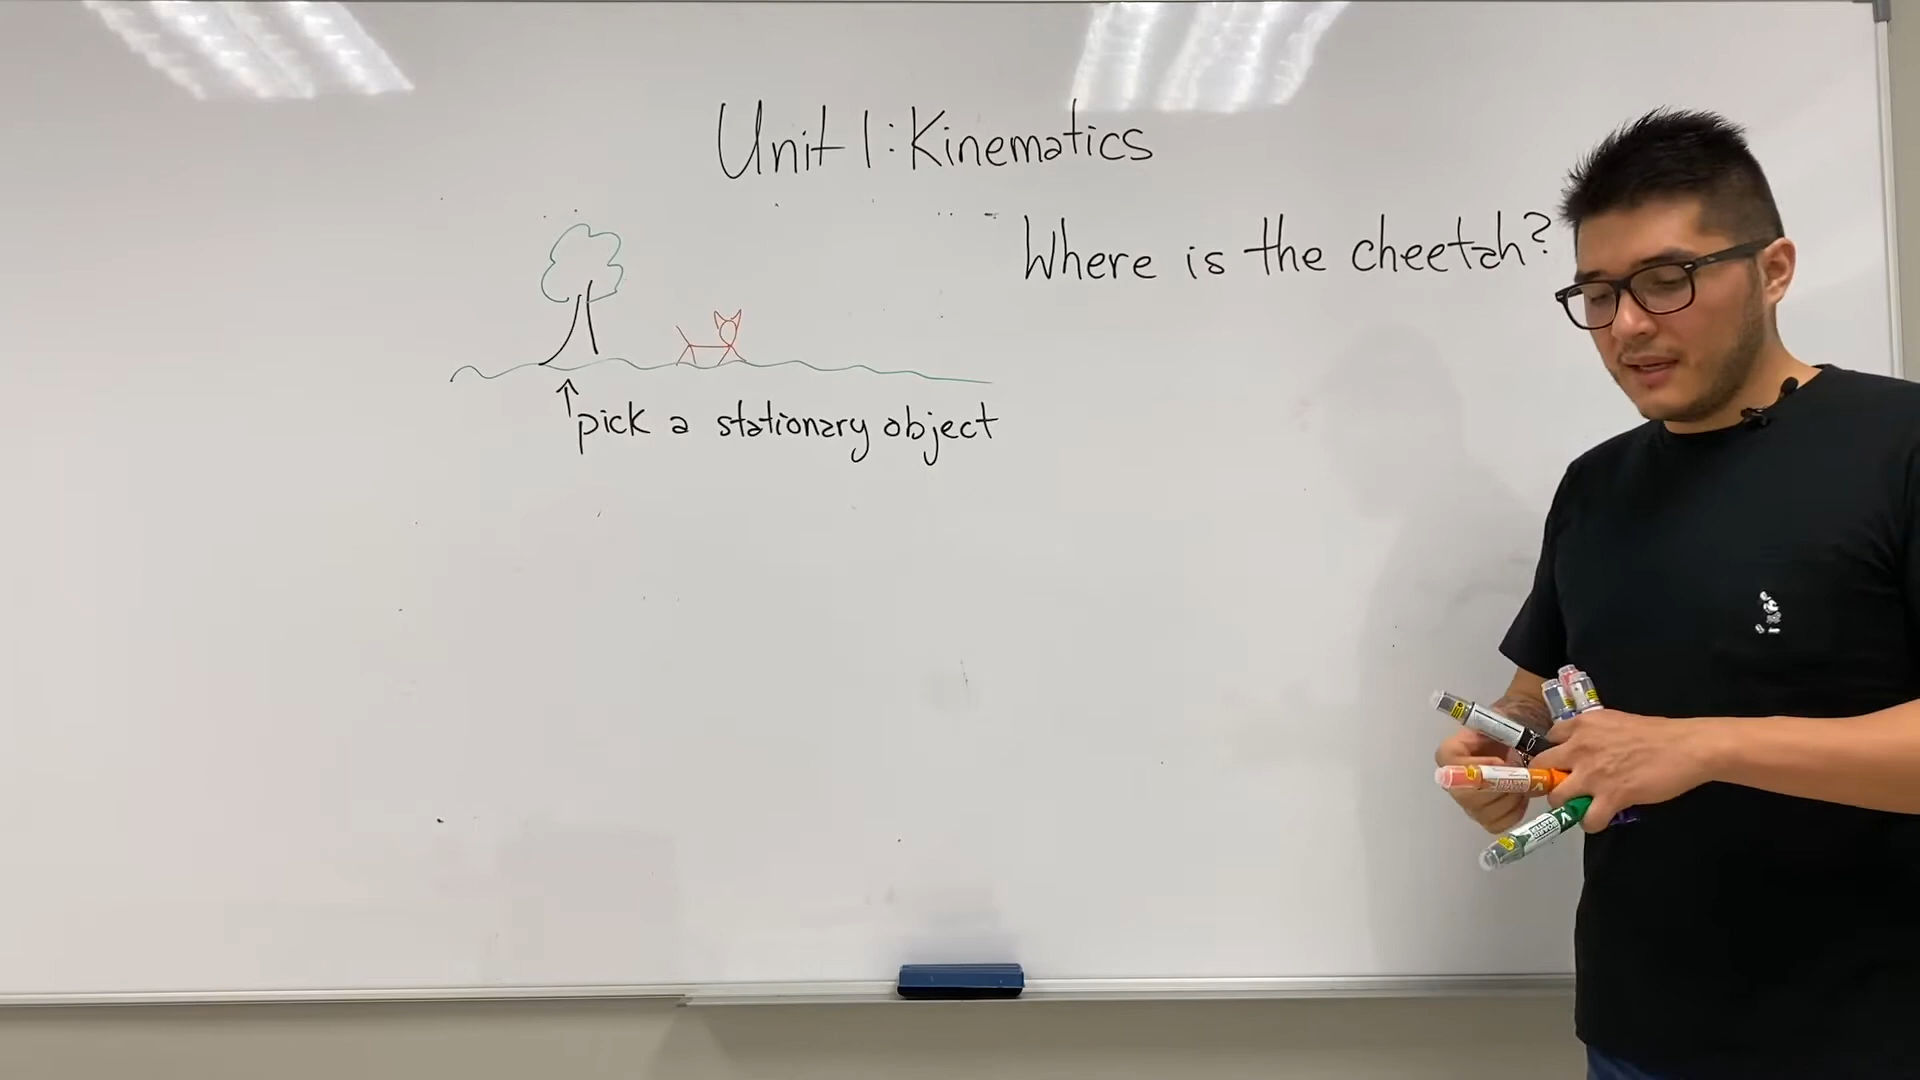 Unit 1: Kinematics
Where is the cheetah?
↑pick a stationary object